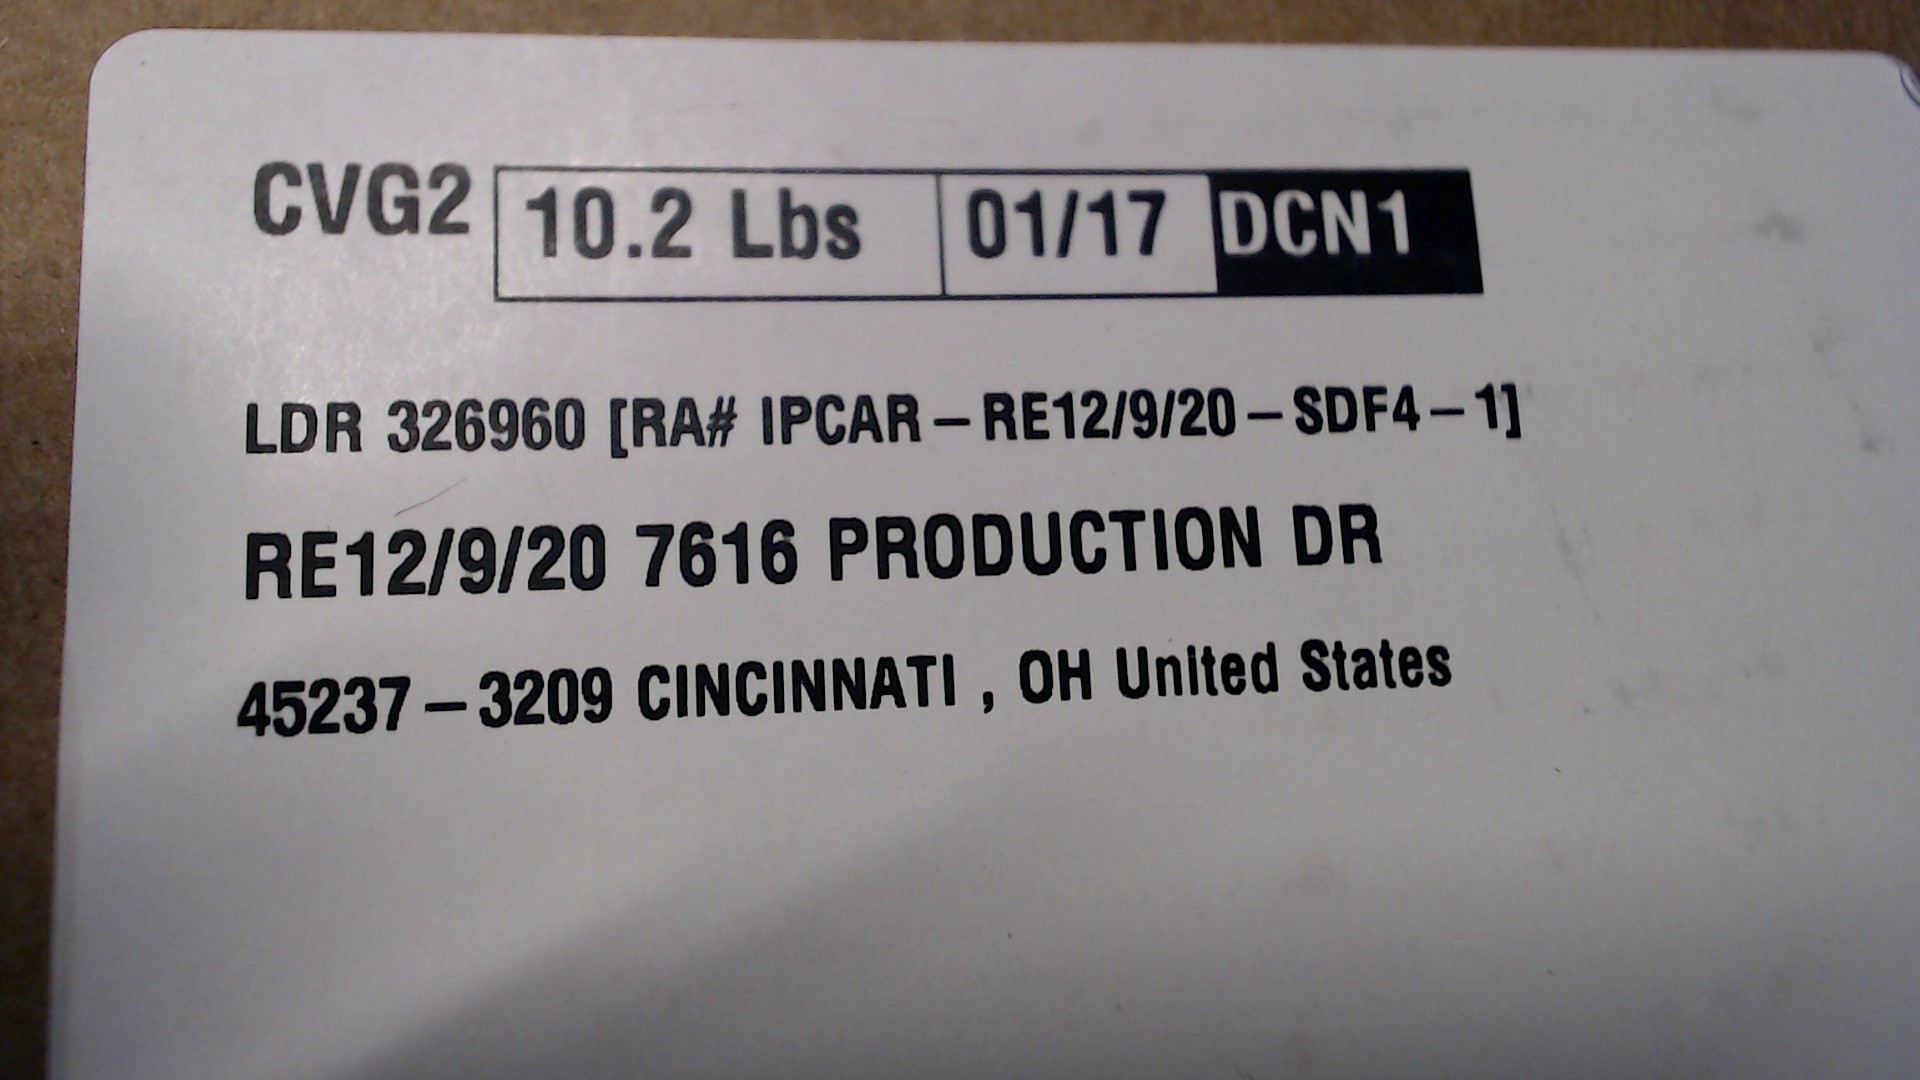 CVG2 10.2 Lbs 01/17 DCN1
LDR 326960 [RA# IPCAR-RE12/9/20-SDF4-1]
RE12/9/20 7616 PRODUCTION DR
45237-3209 CINCINNATI , OH United States